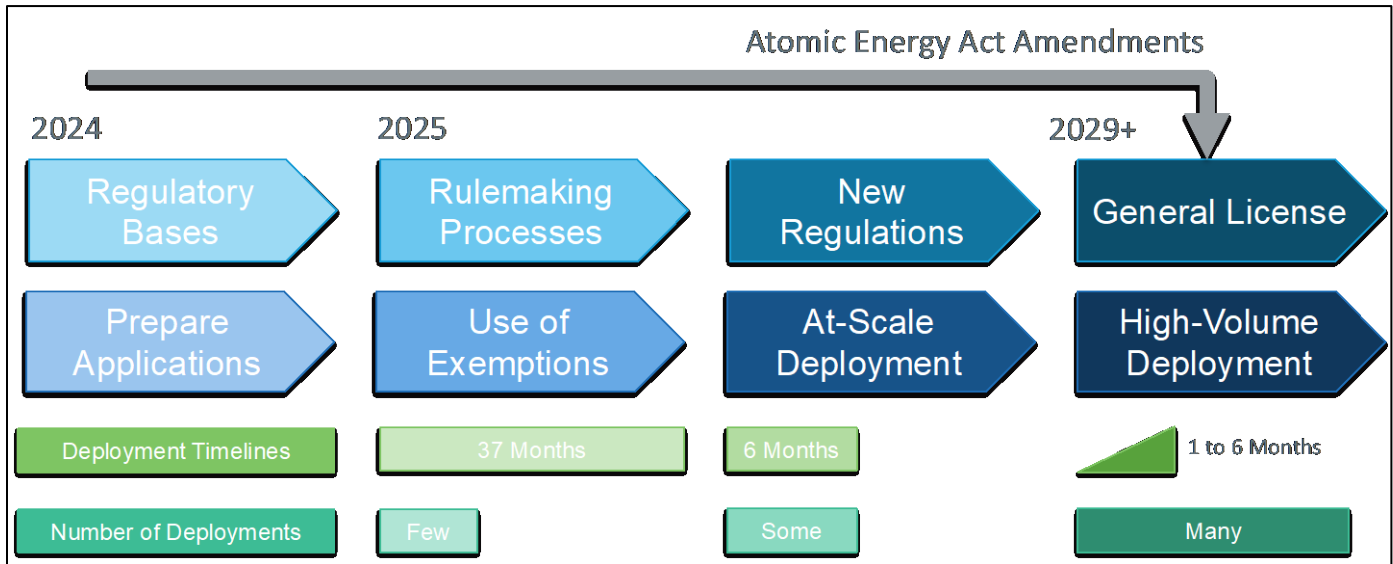 Atomic Energy Act Amendments
2024
2025
2029+
Regulatory
Bases
Rulemaking
Processes
New
Regulations
General License
Prepare
Applications
Use of
Exemptions
At-Scale
Deployment
High-Volume
Deployment
Deployment Timelines
37 Months
6 Months
1 to 6 Months
Number of Deployments
Few
Some
Many